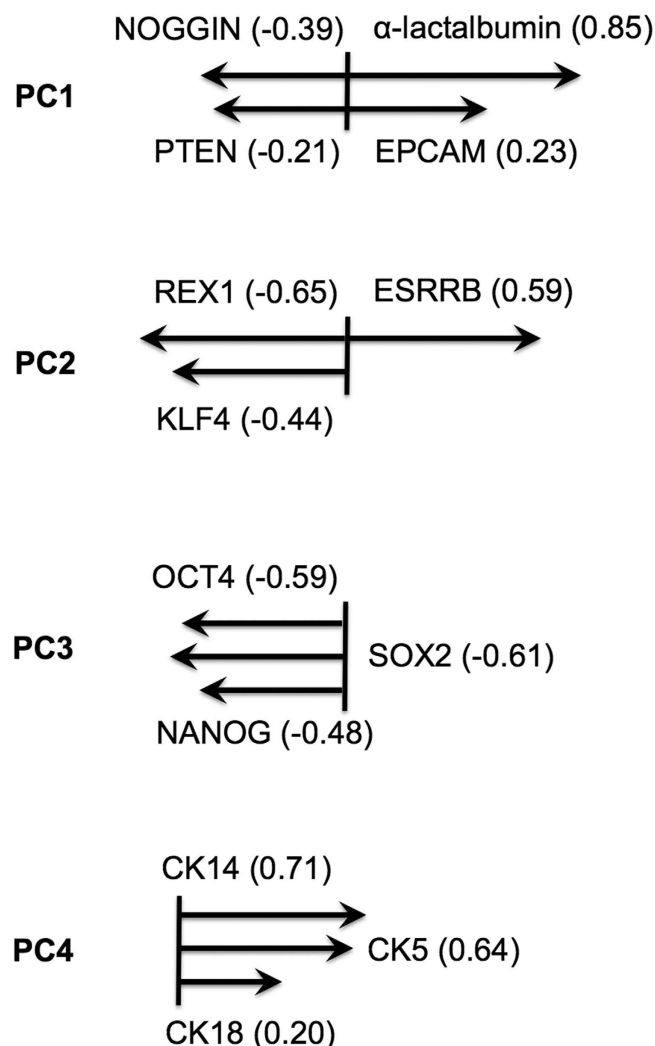 NOGGIN (-0.39) α-lactalbumin (0.85)
PC1
PTEN (-0.21) EPCAM (0.23)
REX1 (-0.65) ESRRB (0.59)
PC2
KLF4 (-0.44)
OCT4 (-0.59)
PC3 SOX2 (-0.61)
NANOG (-0.48)
CK14 (0.71)
PC4 CK5 (0.64)
CK18 (0.20)